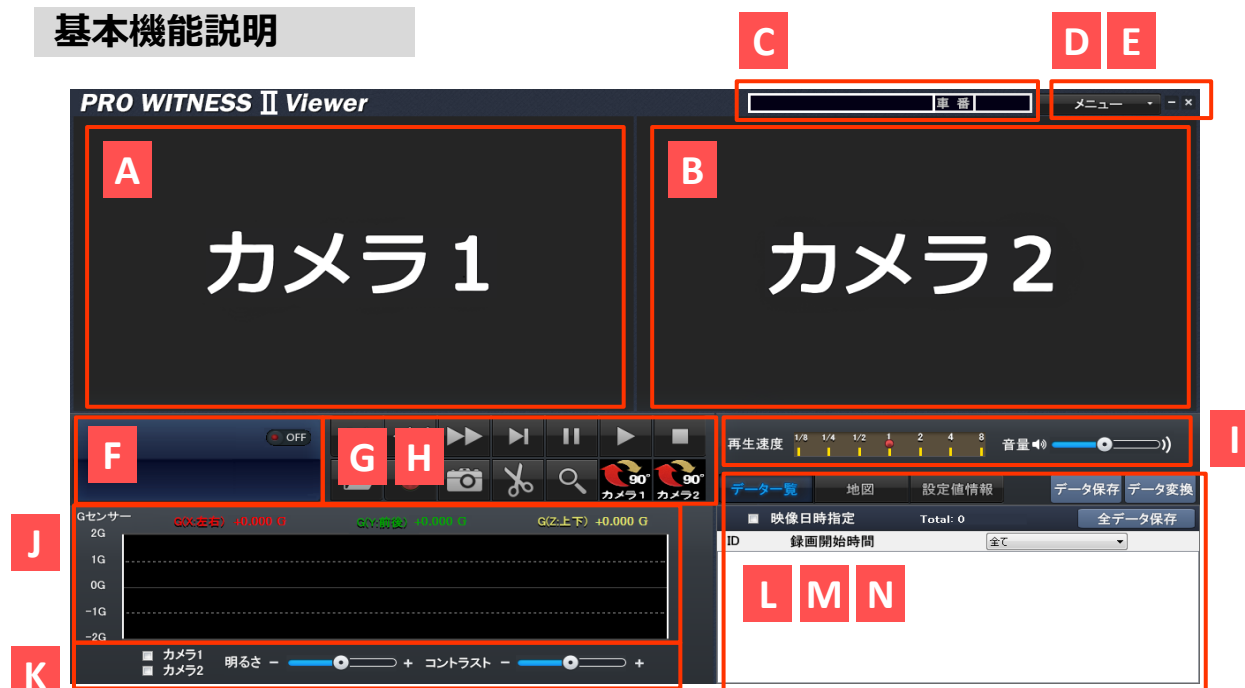 基本機能説明
C D E
PRO WITNESS Ⅱ Viewer 車番 メニュー
A B
カメラ1 カメラ2
F OFF G H
90° カメラ1 90° カメラ2
再生速度 1/8 1/4 1/2 1 2 4 8 音量 I
データ一覧 地図 設定値情報 データ保存 データ変換
映像日時指定 Total: 0 全データ保存
ID 録画開始時間 全て
L M N
J
Gセンサー G(X:左右) +0.000 G G(Y:前後) +0.000 G G(Z:上下) +0.000 G
2G
1G
0G
-1G
-2G
K
カメラ1
カメラ2
明るさ - + コントラスト - +